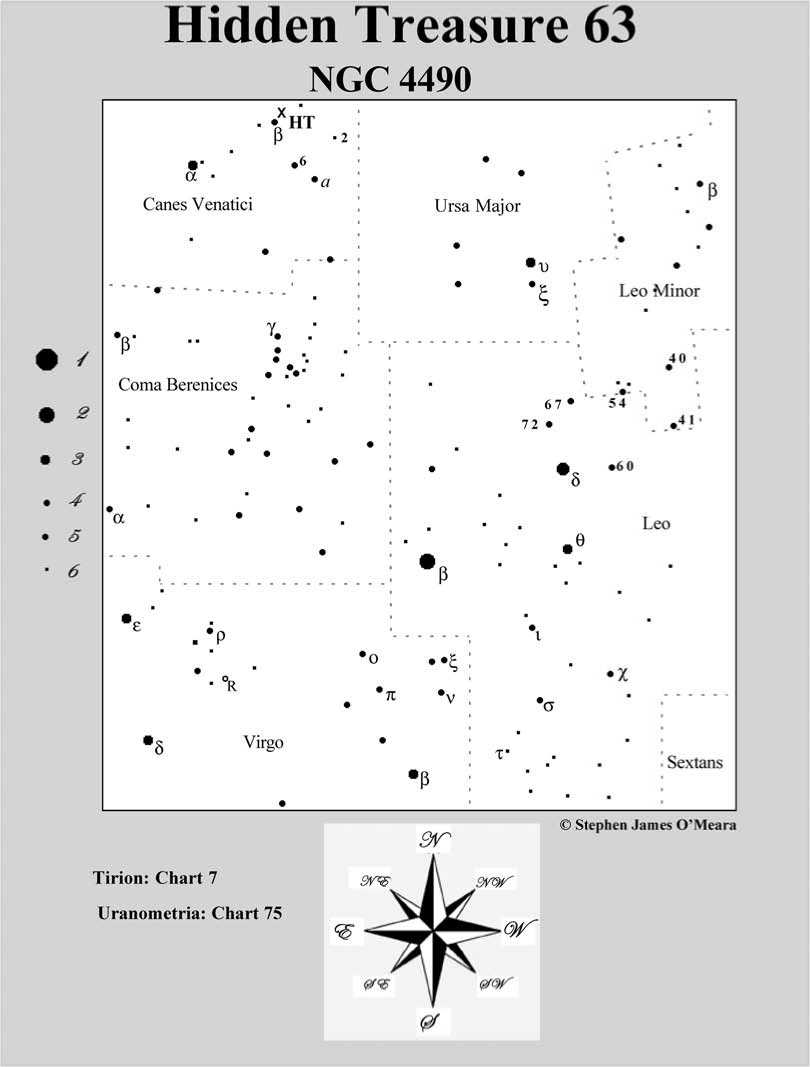 Hidden Treasure 63
NGC 4490
X
HT
β
2
α
6
a
Canes Venatici
Ursa Major
β
υ
ξ
Leo Minor
γ
β
Coma Berenices
40
54
67
72
41
1
2
3
4
5
6
δ
60
α
Leo
θ
β
ε
ρ
ι
ο
ξ
χ
R
π
ν
σ
δ
Virgo
τ
Sextans
β
© Stephen James O’Meara
Tirion: Chart 7
Uranometria: Chart 75
N
NE
NW
E
W
SE
SW
S